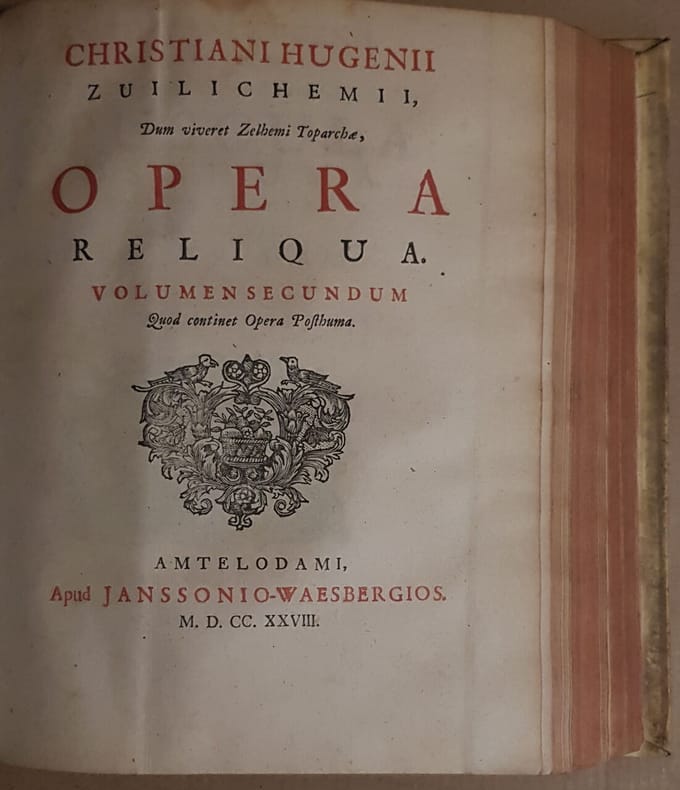 CHRISTIANI HUGENII
ZUILICHEMII,
Dum viveret Zelhemi Toparchæ,
OPERA
RELIQUA.
VOLUMEN SECUNDUM
Quod continet Opera Poſthuma.
AMTELODAMI,
Apud JANSSONIO-WAESBERGIOS.
M. D. CC. XXVIII.